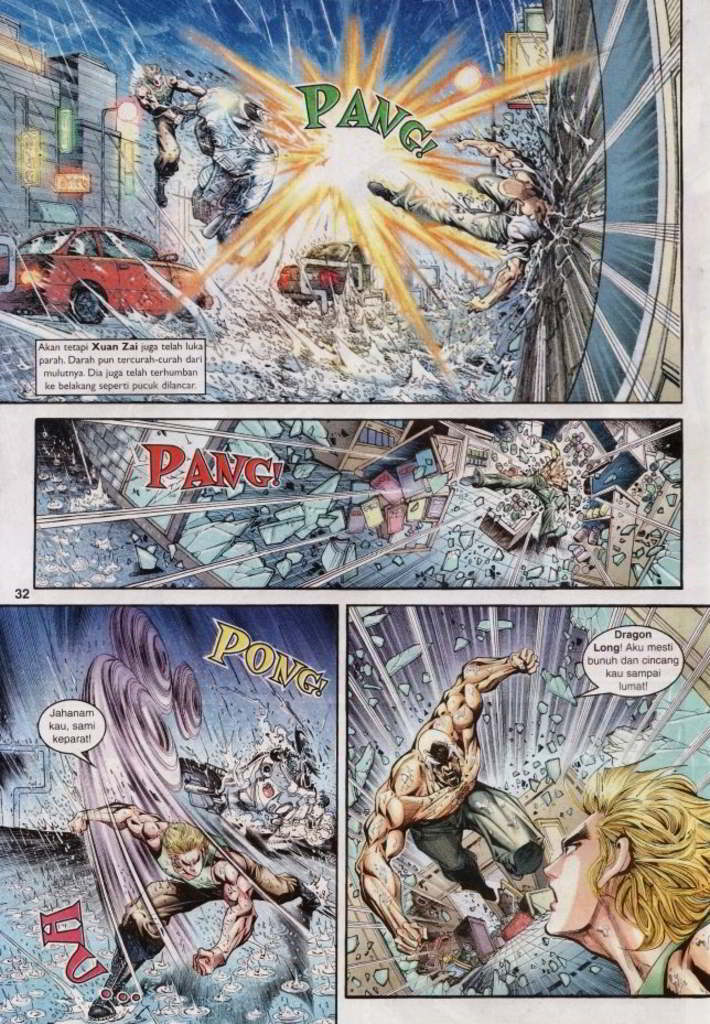 PANG!
Akan tetapi Xuan Zai juga telah luka
parah. Darah pun tercurah-curah dari
mulutnya. Dia juga telah terhumban
ke belakang seperti pucuk dilancar.
PANG!
32
PONG!
Jahanam
kau, sami
keparat!
UP
Dragon
Long! Aku mesti
bunuh dan cincang
kau sampai
lumat!